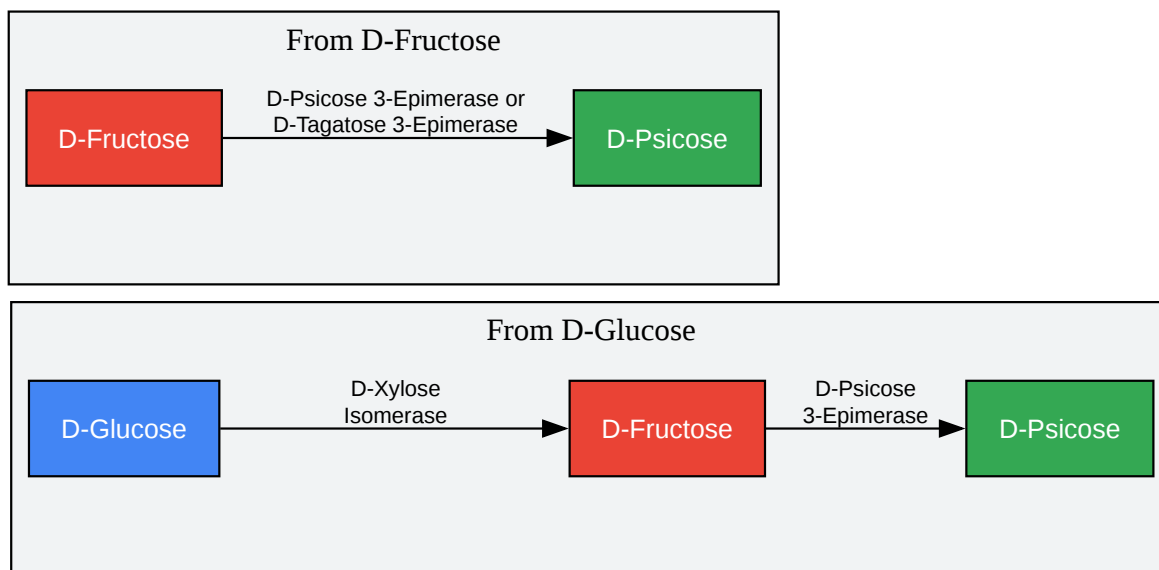 From D-Fructose
D-Psicose 3-Epimerase or
D-Tagatose 3-Epimerase
D-Fructose
D-Psicose
From D-Glucose
D-Xylose
Isomerase
D-Psicose
3-Epimerase
D-Glucose
D-Fructose
D-Psicose